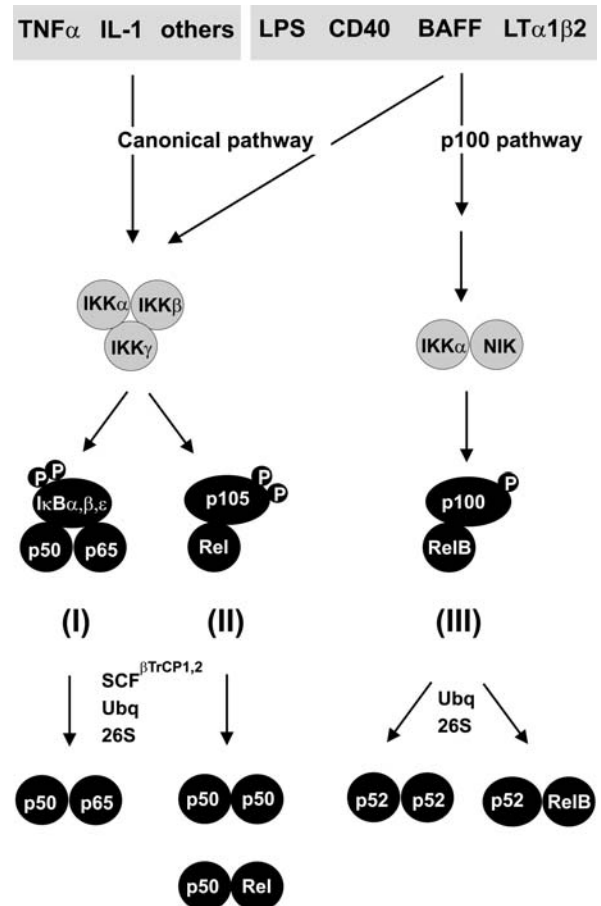 TNFα IL-1 others
LPS CD40 BAFF LTα1β2
Canonical pathway
p100 pathway
IKKα IKKβ
IKKγ
IKKα NIK
P P
IκBα,β,ε
p50 p65
P P
p105
Rel
P
p100
RelB
(I) (II) (III)
SCFβTrCP1,2
Ubq
26S
Ubq
26S
p50 p65
p50 p50
p52 p52
p52 RelB
p50 Rel